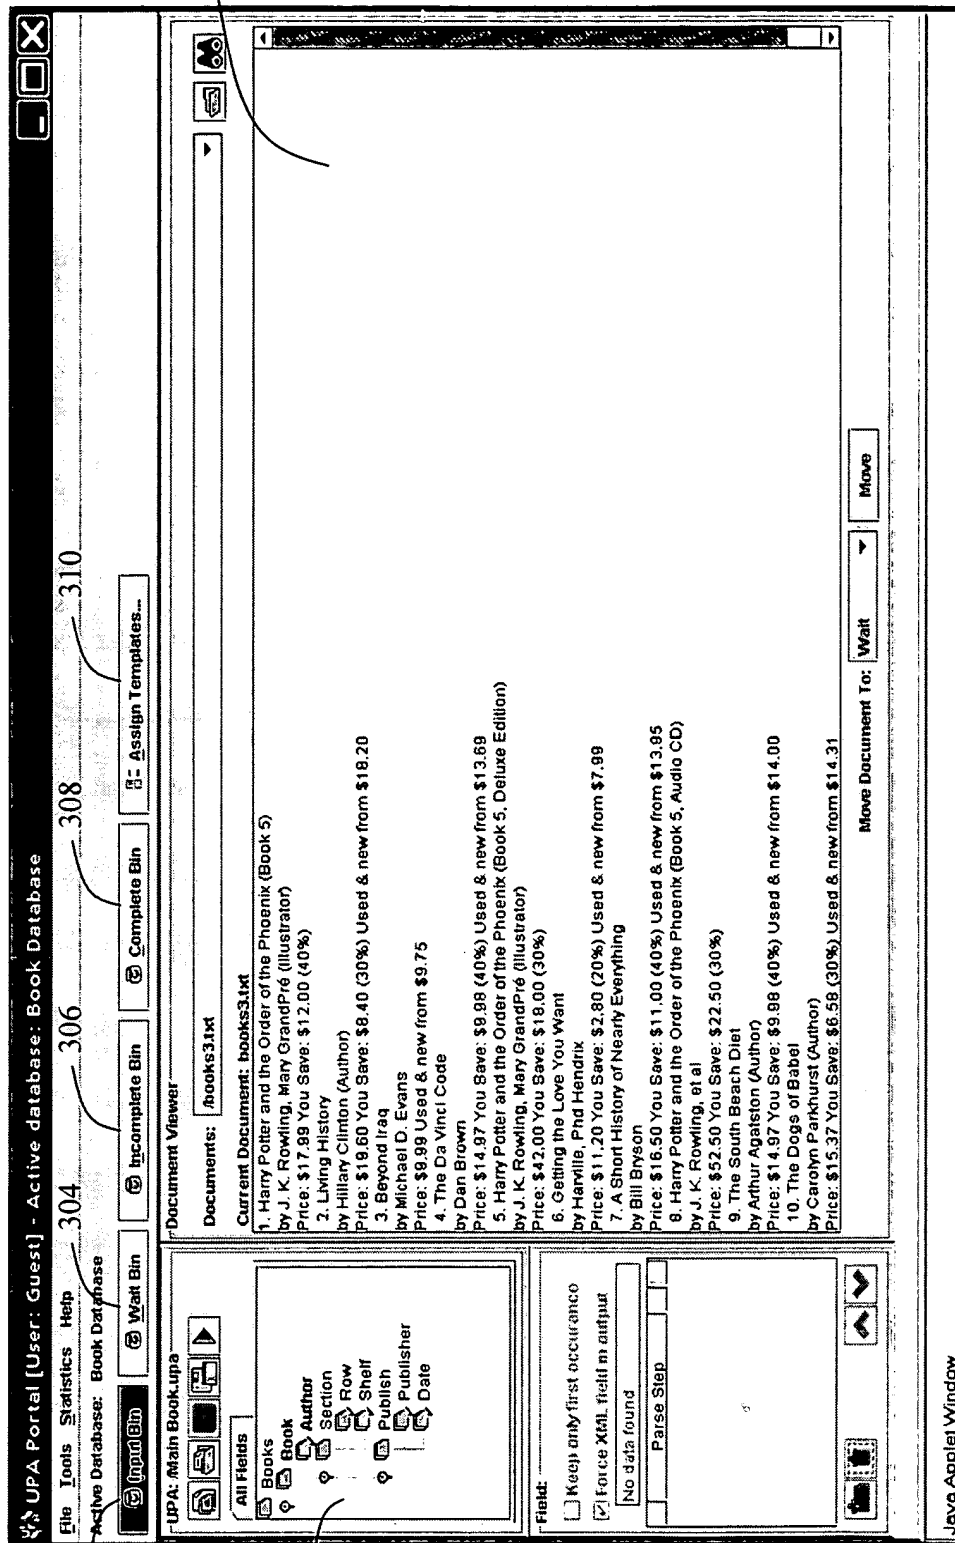 UPA Portal [User: Guest] - Active database: Book Database
File Tools Statistics Help
304
306
308
310
Active Database: Book Database
Input Bin
Wait Bin
Incomplete Bin
Complete Bin
Assign Templates...
UPA: /Main Book.upa
All Fields
Books
Book
Author
Section
Row
Shelf
Publish
Publisher
Date
Field:
Keep only first occurance
Force XML field in output
No data found
Parse Step
Document Viewer
Documents: /books3.txt
Current Document: books3.txt
1. Harry Potter and the Order of the Phoenix (Book 5)
by J. K. Rowling, Mary GrandPré (Illustrator)
Price: $17.99 You Save: $12.00 (40%)
2. Living History
by Hillary Clinton (Author)
Price: $19.60 You Save: $8.40 (30%) Used & new from $18.20
3. Beyond Iraq
by Michael D. Evans
Price: $9.99 Used & new from $9.75
4. The Da Vinci Code
by Dan Brown
Price: $14.97 You Save: $9.98 (40%) Used & new from $13.69
5. Harry Potter and the Order of the Phoenix (Book 5, Deluxe Edition)
by J. K. Rowling, Mary GrandPré (Illustrator)
Price: $42.00 You Save: $18.00 (30%)
6. Getting the Love You Want
by Harville, Phd Hendrix
Price: $11.20 You Save: $2.80 (20%) Used & new from $7.99
7. A Short History of Nearly Everything
by Bill Bryson
Price: $16.50 You Save: $11.00 (40%) Used & new from $13.95
8. Harry Potter and the Order of the Phoenix (Book 5, Audio CD)
by J. K. Rowling, et al
Price: $52.50 You Save: $22.50 (30%)
9. The South Beach Diet
by Arthur Agatston (Author)
Price: $14.97 You Save: $9.98 (40%) Used & new from $14.00
10. The Dogs of Babel
by Carolyn Parkhurst (Author)
Price: $15.37 You Save: $6.58 (30%) Used & new from $14.31
Move Document To: Wait Move
Java Applet Window